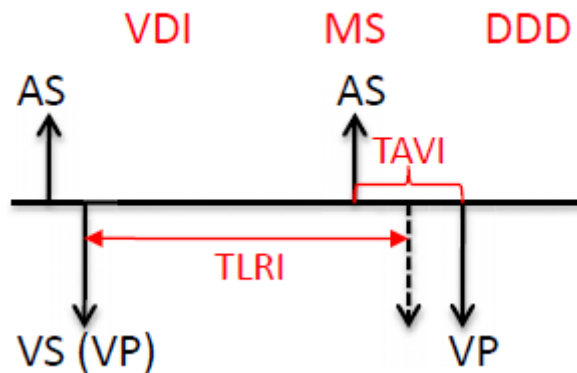 VDI MS DDD
AS AS
TAVI
TLRI
VS (VP) VP